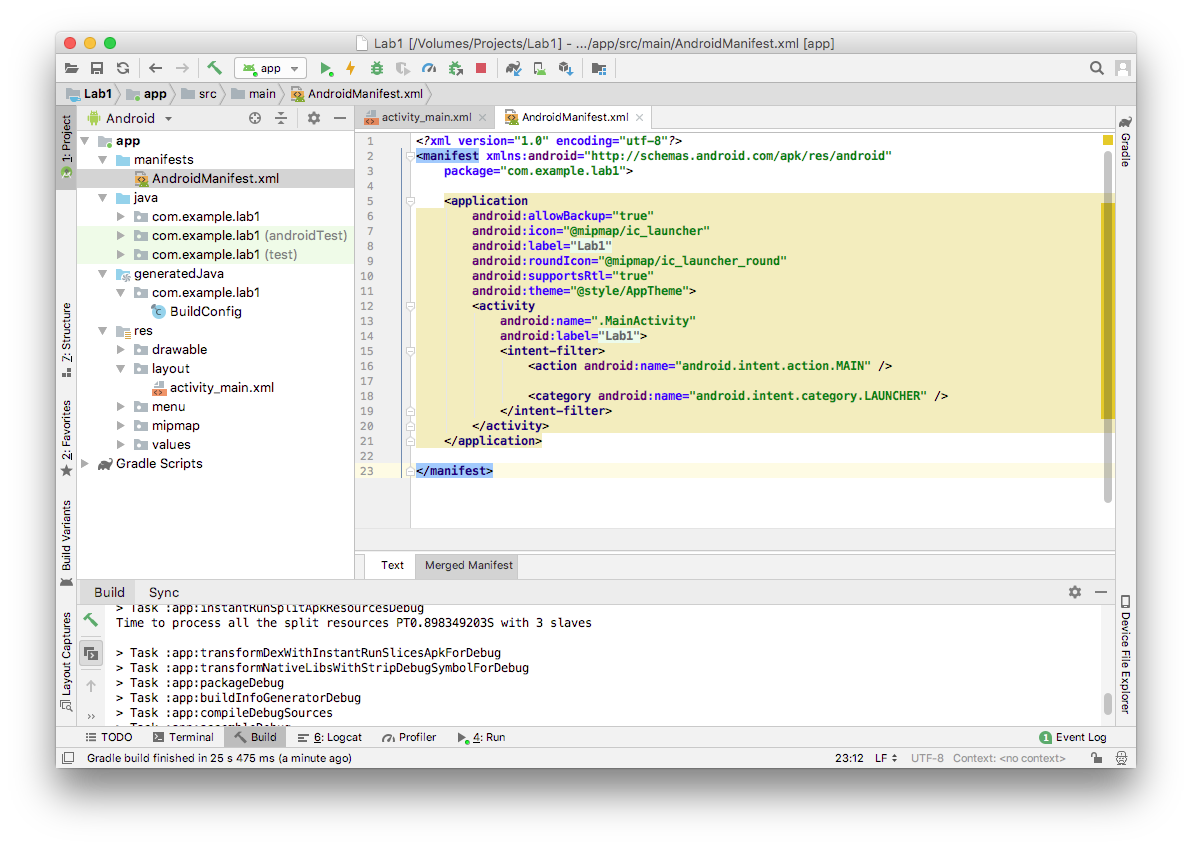 Lab1 [/Volumes/Projects/Lab1] - .../app/src/main/AndroidManifest.xml [app]
app
Lab1 app src main AndroidManifest.xml
1: Project
Z: Structure
2: Favorites
Build Variants
Layout Captures
Android
app
manifests
AndroidManifest.xml
java
com.example.lab1
com.example.lab1 (androidTest)
com.example.lab1 (test)
generatedJava
com.example.lab1
BuildConfig
res
drawable
layout
activity_main.xml
menu
mipmap
values
Gradle Scripts
activity_main.xml AndroidManifest.xml
1 <?xml version="1.0" encoding="utf-8"?>
2 <manifest xmlns:android="http://schemas.android.com/apk/res/android"
3 package="com.example.lab1">
4
5 <application
6 android:allowBackup="true"
7 android:icon="@mipmap/ic_launcher"
8 android:label="Lab1"
9 android:roundIcon="@mipmap/ic_launcher_round"
10 android:supportsRtl="true"
11 android:theme="@style/AppTheme">
12 <activity
13 android:name=".MainActivity"
14 android:label="Lab1">
15 <intent-filter>
16 <action android:name="android.intent.action.MAIN" />
17
18 <category android:name="android.intent.category.LAUNCHER" />
19 </intent-filter>
20 </activity>
21 </application>
22
23 </manifest>
Text Merged Manifest
Gradle
Device File Explorer
Build Sync
> Task :app:instantRunSplitApkResourcesDebug
Time to process all the split resources PT0.898349203S with 3 slaves
> Task :app:transformDexWithInstantRunSlicesApkForDebug
> Task :app:transformNativeLibsWithStripDebugSymbolForDebug
> Task :app:packageDebug
> Task :app:buildInfoGeneratorDebug
> Task :app:compileDebugSources
> Task :app:assembleDebug
TODO Terminal Build 6: Logcat Profiler 4: Run 1 Event Log
Gradle build finished in 25 s 475 ms (a minute ago) 23:12 LF UTF-8 Context: <no context>